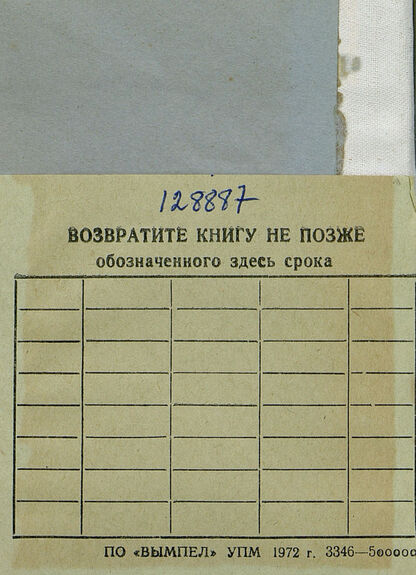 128887
ВОЗВРАТИТЕ КНИГУ НЕ ПОЗЖЕ
обозначенного здесь срока
ПО «ВЫМПЕЛ» УПМ 1972 г. 3346—500000